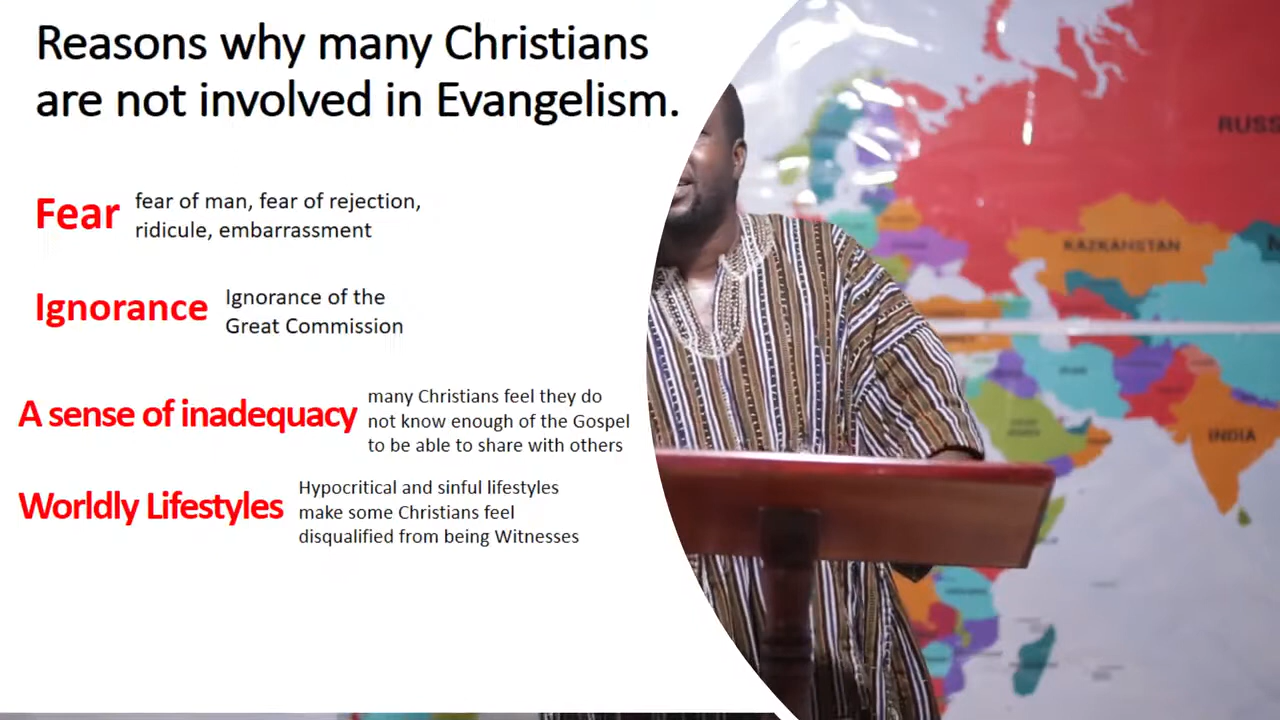 Reasons why many Christians
are not involved in Evangelism.
Fear
fear of man, fear of rejection,
ridicule, embarrassment
Ignorance
Ignorance of the
Great Commission
A sense of inadequacy
many Christians feel they do
not know enough of the Gospel
to be able to share with others
Worldly Lifestyles
Hypocritical and sinful lifestyles
make some Christians feel
disqualified from being Witnesses
RUSS
KAZKANSTAN
INDIA